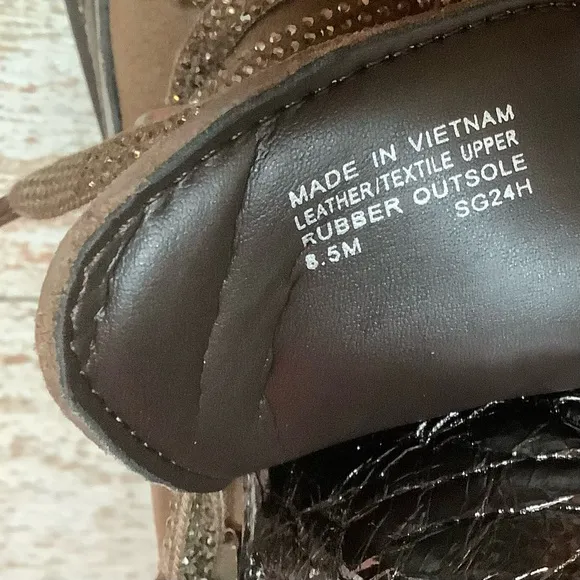 MADE IN VIETNAM
LEATHER/TEXTILE UPPER
RUBBER OUTSOLE
SG24H
8.5M